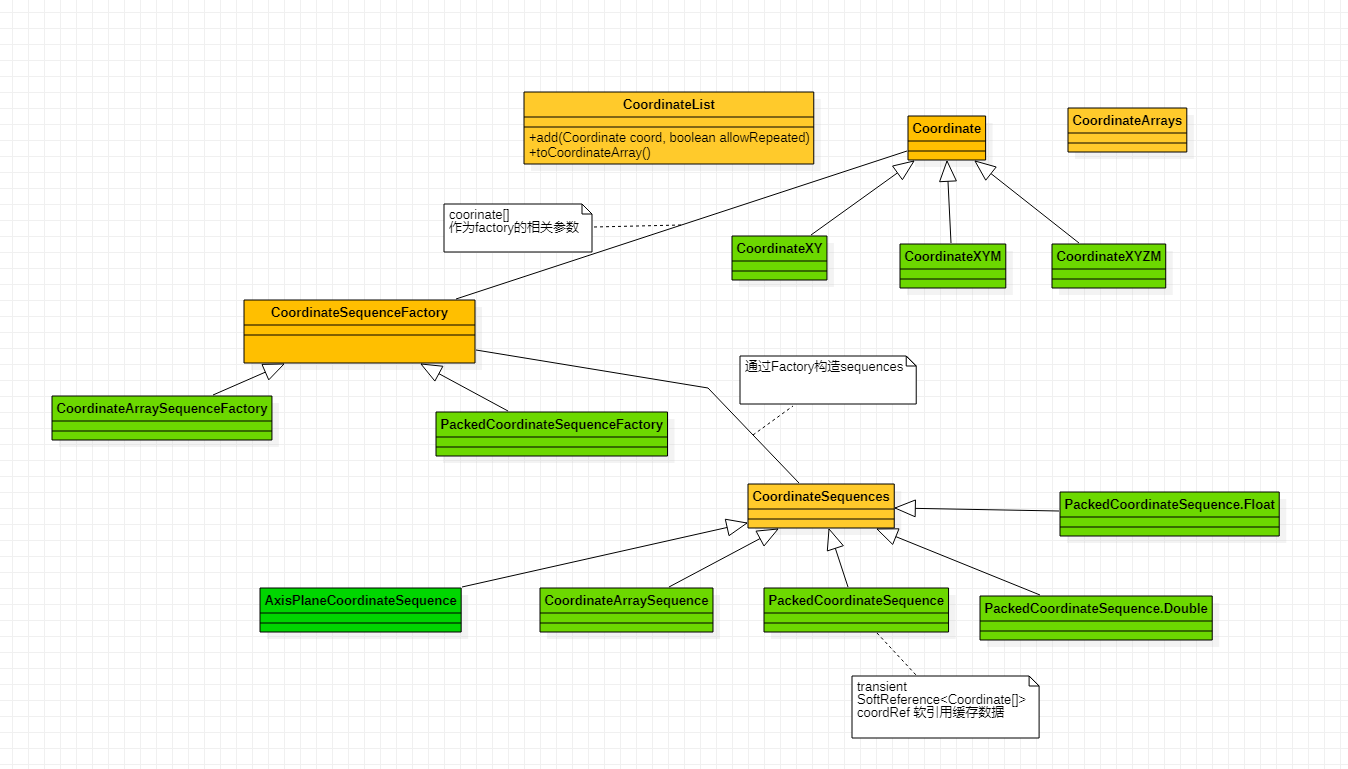 CoordinateList
+add(Coordinate coord, boolean allowRepeated)
+toCoordinateArray()
Coordinate
CoordinateArrays
coorinate[]
作为factory的相关参数
CoordinateXY
CoordinateXYM
CoordinateXYZM
CoordinateSequenceFactory
通过Factory构造sequences
CoordinateArraySequenceFactory
PackedCoordinateSequenceFactory
CoordinateSequences
PackedCoordinateSequence.Float
AxisPlaneCoordinateSequence
CoordinateArraySequence
PackedCoordinateSequence
PackedCoordinateSequence.Double
transient
SoftReference<Coordinate[]>
coordRef 软引用缓存数据